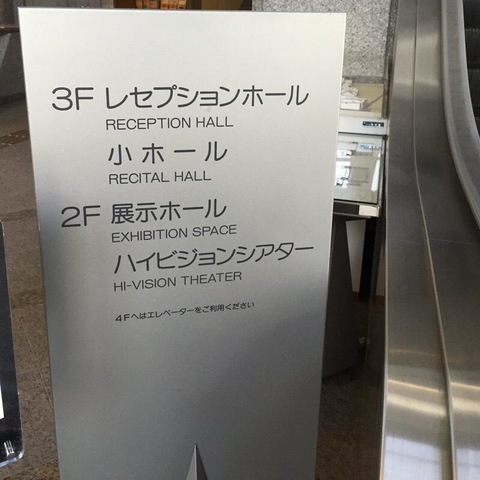 3F レセプションホール
RECEPTION HALL
小ホール
RECITAL HALL
2F 展示ホール
EXHIBITION SPACE
ハイビジョンシアター
HI-VISION THEATER
4Fへはエレベーターをご利用ください